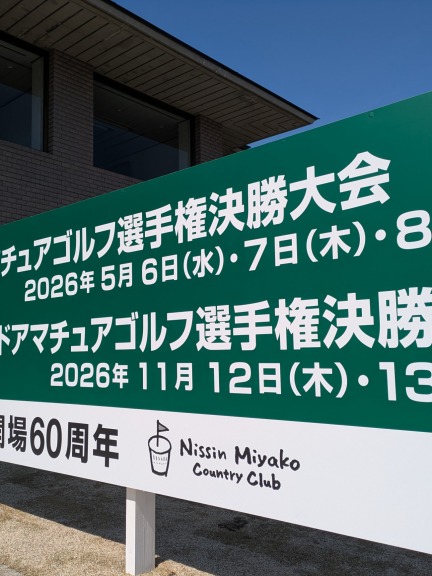 マチュアゴルフ選手権決勝大会
2026年 5月 6日(水)・7日(木)・8
ドアマチュアゴルフ選手権決勝
2026年 11月 12日(木)・13
開場60周年
Nissin Miyako
Country Club